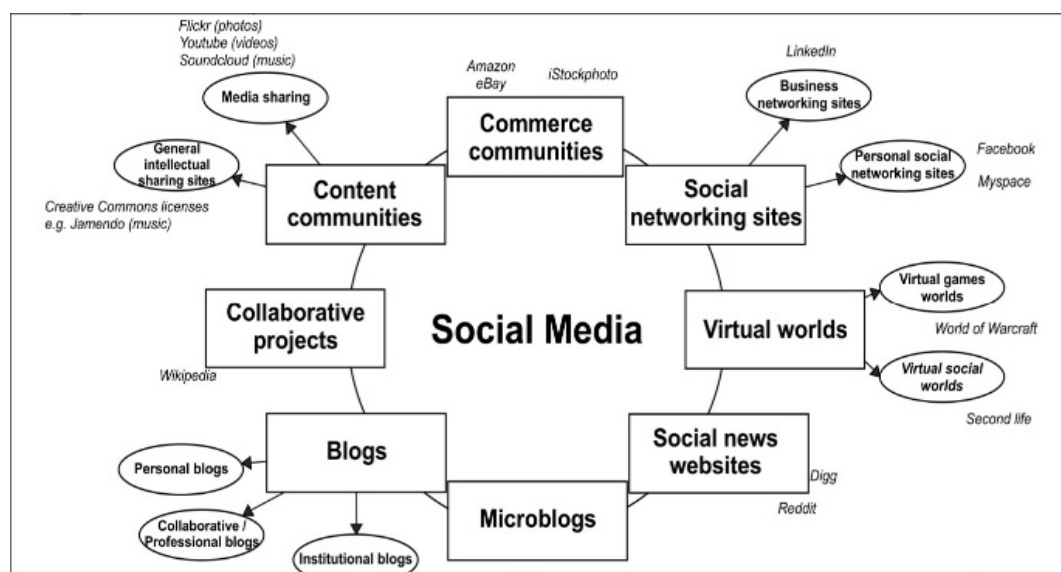 Flickr (photos)
Youtube (videos)
Soundcloud (music)
Media sharing
General
intellectual
sharing sites
Creative Commons licenses
e.g. Jamendo (music)
Content
communities
Amazon
eBay
iStockphoto
Commerce
communities
LinkedIn
Business
networking sites
Personal social
networking sites
Facebook
Myspace
Social
networking sites
Collaborative
projects
Wikipedia
Social Media
Virtual worlds
Virtual games
worlds
World of Warcraft
Virtual social
worlds
Second life
Blogs
Personal blogs
Collaborative /
Professional blogs
Institutional blogs
Microblogs
Social news
websites
Digg
Reddit